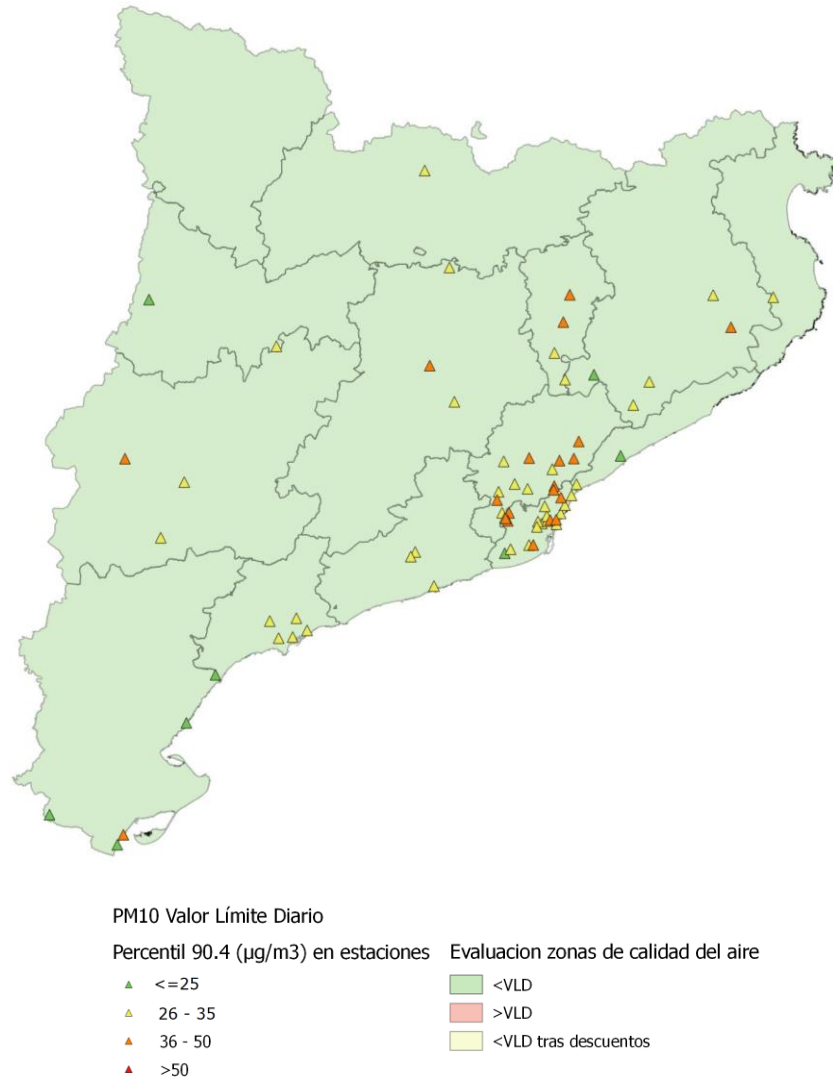 PM10 Valor Límite Diario
Percentil 90.4 (µg/m3) en estaciones
<=25
26 - 35
36 - 50
>50
Evaluacion zonas de calidad del aire
<VLD
>VLD
<VLD tras descuentos